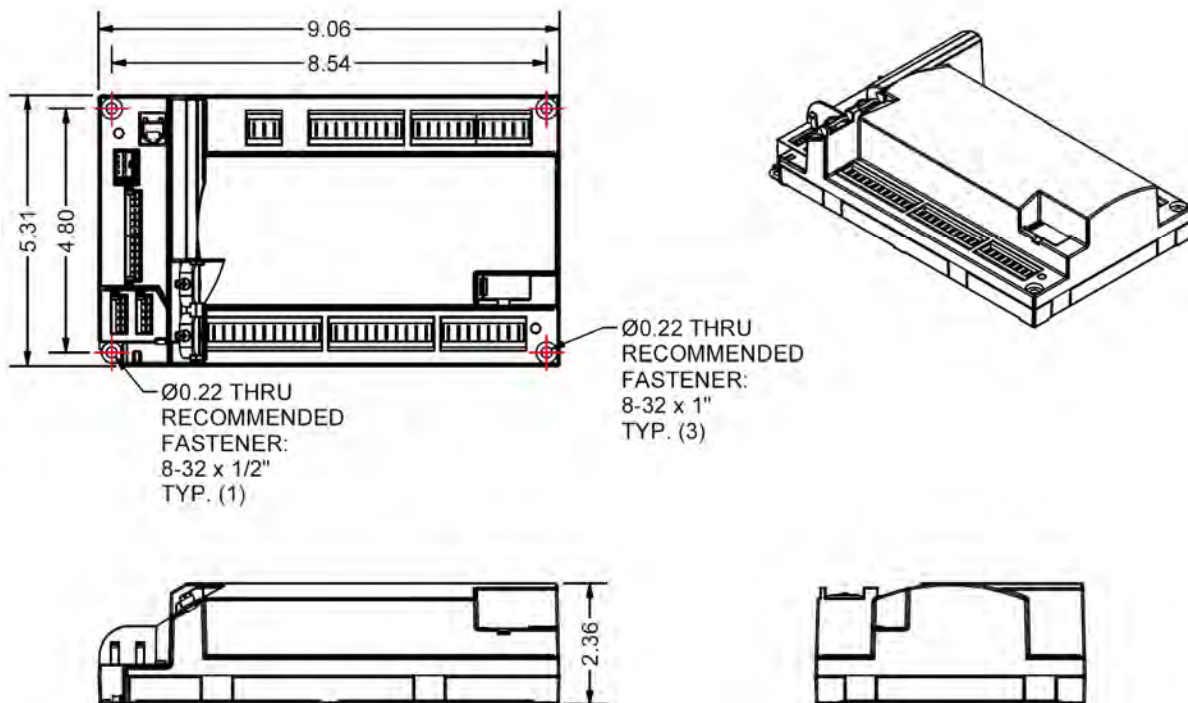 9.06
8.54
5.31
4.80
Ø0.22 THRU
RECOMMENDED
FASTENER:
8-32 x 1"
TYP. (3)
Ø0.22 THRU
RECOMMENDED
FASTENER:
8-32 x 1/2"
TYP. (1)
2.36